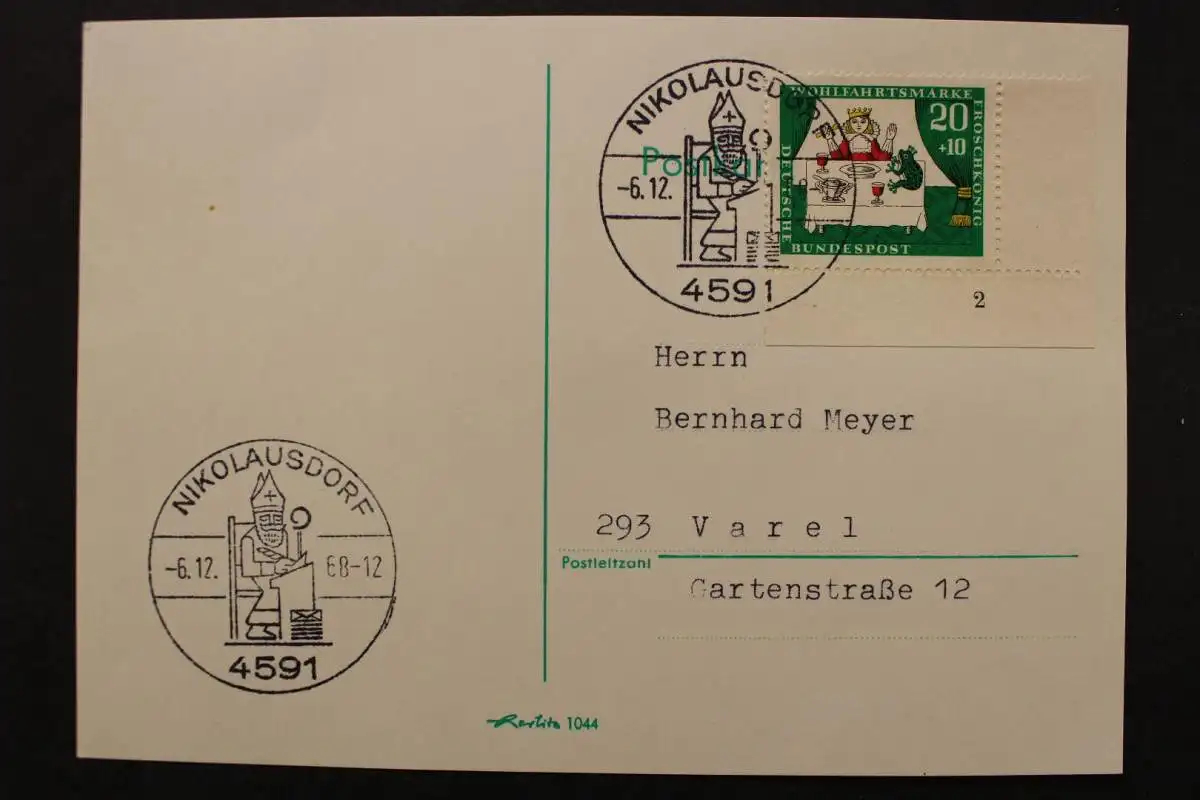 NIKOLAUSDORF
-6.12.
4591
WOHLFAHRTSMARKE
20
+10
FROSCHKÖNIG
DEUTSCHE
BUNDESPOST
2
Herrn
Bernhard Meyer
293 Varel
Postleitzahl
Gartenstraße 12
NIKOLAUSDORF
-6.12. 68-12
4591
1044